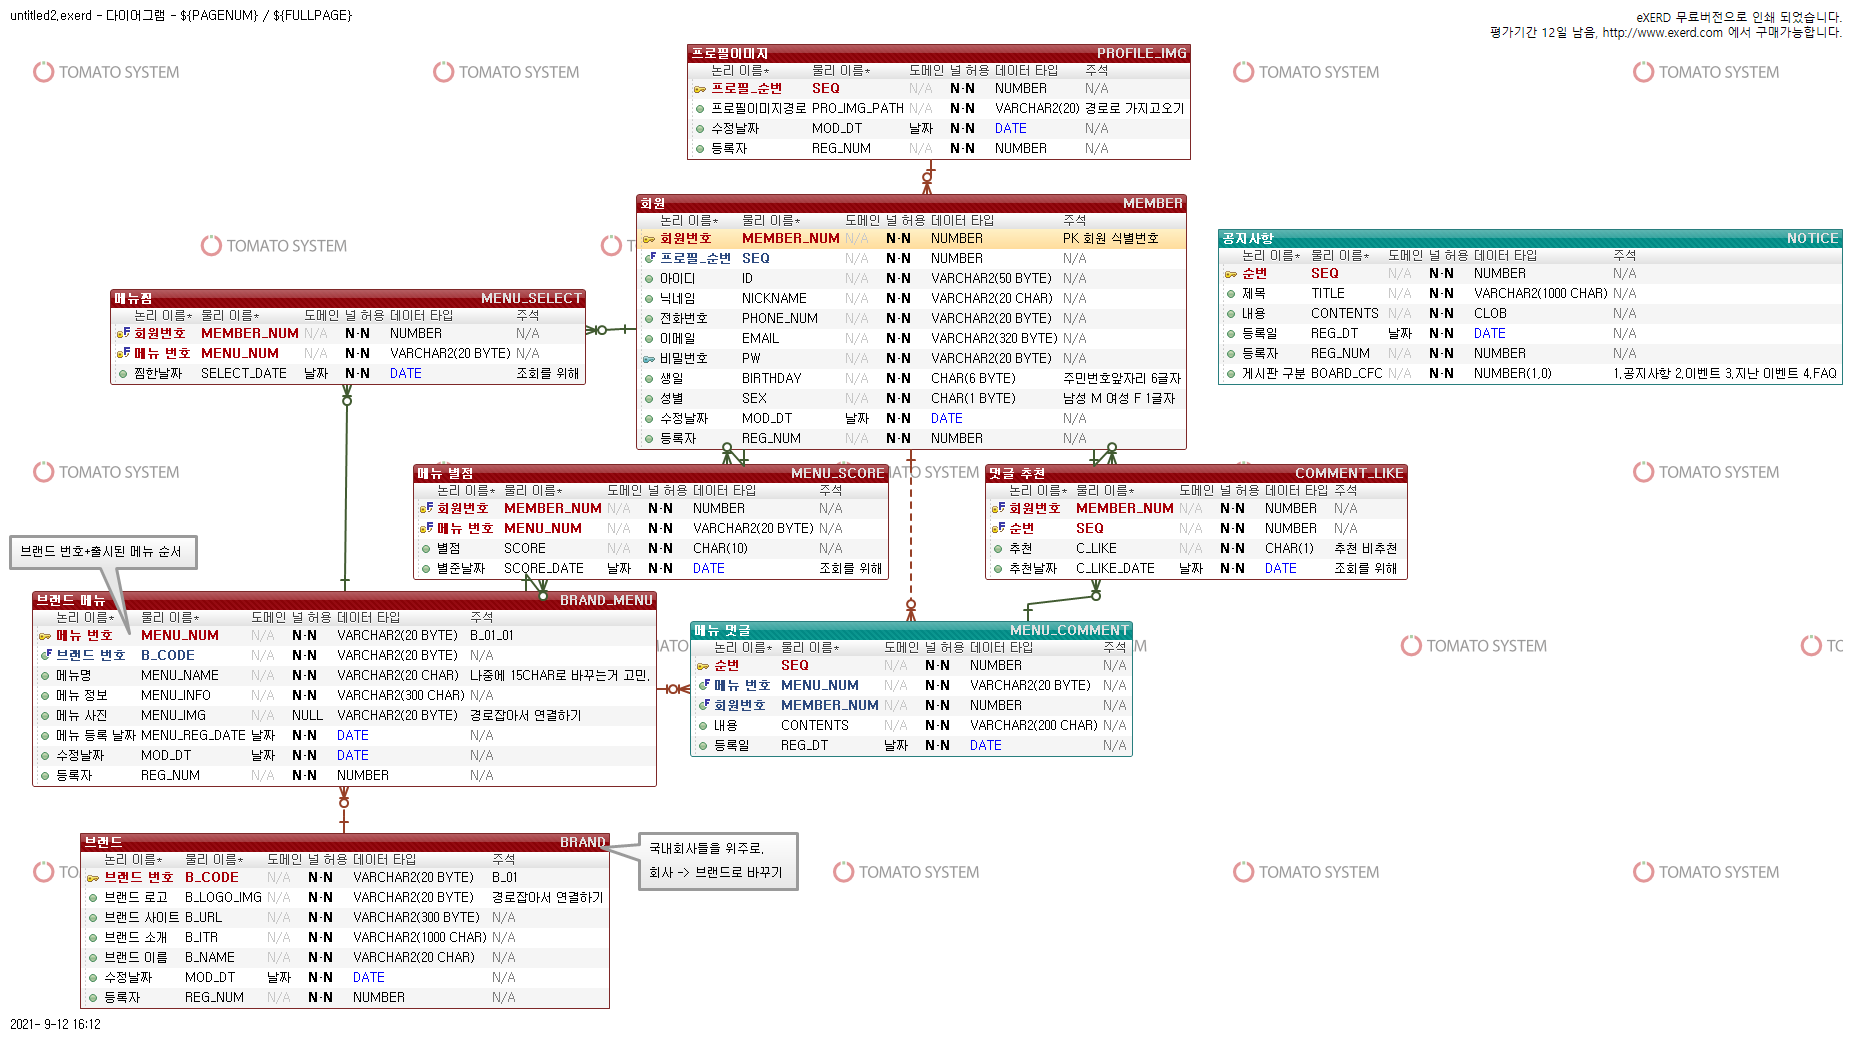 untitled2.exerd - 다이어그램 - ${PAGENUM} / ${FULLPAGE}
eXERD 무료버전으로 인쇄 되었습니다.
평가기간 12일 남음, http://www.exerd.com 에서 구매가능합니다.
TOMATO SYSTEM
TOMATO SYSTEM
TOMATO SYSTEM
TOMATO SYSTEM
프로필이미지 PROFILE_IMG
논리 이름* 물리 이름* 도메인 널 허용 데이터 타입 주석
프로필_순번 SEQ N/A N-N NUMBER N/A
프로필이미지경로 PRO_IMG_PATH N/A N-N VARCHAR2(20) 경로로 가지고오기
수정날짜 MOD_DT 날짜 N-N DATE N/A
등록자 REG_NUM N/A N-N NUMBER N/A
회원 MEMBER
논리 이름* 물리 이름* 도메인 널 허용 데이터 타입 주석
회원번호 MEMBER_NUM N/A N-N NUMBER PK 회원 식별번호
프로필_순번 SEQ N/A N-N NUMBER N/A
아이디 ID N/A N-N VARCHAR2(50 BYTE) N/A
닉네임 NICKNAME N/A N-N VARCHAR2(20 CHAR) N/A
전화번호 PHONE_NUM N/A N-N VARCHAR2(20 BYTE) N/A
이메일 EMAIL N/A N-N VARCHAR2(320 BYTE) N/A
비밀번호 PW N/A N-N VARCHAR2(20 BYTE) N/A
생일 BIRTHDAY N/A N-N CHAR(6 BYTE) 주민번호앞자리 6글자
성별 SEX N/A N-N CHAR(1 BYTE) 남성 M 여성 F 1글자
수정날짜 MOD_DT 날짜 N-N DATE N/A
등록자 REG_NUM N/A N-N NUMBER N/A
공지사항 NOTICE
논리 이름* 물리 이름* 도메인 널 허용 데이터 타입 주석
순번 SEQ N/A N-N NUMBER N/A
제목 TITLE N/A N-N VARCHAR2(1000 CHAR) N/A
내용 CONTENTS N/A N-N CLOB N/A
등록일 REG_DT 날짜 N-N DATE N/A
등록자 REG_NUM N/A N-N NUMBER N/A
게시판 구분 BOARD_CFC N/A N-N NUMBER(1,0) 1.공지사항 2.이벤트 3.지난 이벤트 4.FAQ
TOMATO SYSTEM
메뉴찜 MENU_SELECT
논리 이름* 물리 이름* 도메인 널 허용 데이터 타입 주석
회원번호 MEMBER_NUM N/A N-N NUMBER N/A
메뉴 번호 MENU_NUM N/A N-N VARCHAR2(20 BYTE) N/A
찜한날짜 SELECT_DATE 날짜 N-N DATE 조회를 위해
TOMATO SYSTEM
TOMATO SYSTEM
메뉴 별점 MENU_SCORE
논리 이름* 물리 이름* 도메인 널 허용 데이터 타입 주석
회원번호 MEMBER_NUM N/A N-N NUMBER N/A
메뉴 번호 MENU_NUM N/A N-N VARCHAR2(20 BYTE) N/A
별점 SCORE N/A N-N CHAR(10) N/A
별준날짜 SCORE_DATE 날짜 N-N DATE 조회를 위해
댓글 추천 COMMENT_LIKE
논리 이름* 물리 이름* 도메인 널 허용 데이터 타입 주석
회원번호 MEMBER_NUM N/A N-N NUMBER N/A
순번 SEQ N/A N-N NUMBER N/A
추천 C_LIKE N/A N-N CHAR(1) 추천 비추천
추천날짜 C_LIKE_DATE 날짜 N-N DATE 조회를 위해
브랜드 번호+출시된 메뉴 순서
브랜드 메뉴 BRAND_MENU
논리 이름* 물리 이름* 도메인 널 허용 데이터 타입 주석
메뉴 번호 MENU_NUM N/A N-N VARCHAR2(20 BYTE) B_01_01
브랜드 번호 B_CODE N/A N-N VARCHAR2(20 BYTE) N/A
메뉴명 MENU_NAME N/A N-N VARCHAR2(20 CHAR) 나중에 15CHAR로 바꾸는거 고민.
메뉴 정보 MENU_INFO N/A N-N VARCHAR2(300 CHAR) N/A
메뉴 사진 MENU_IMG N/A NULL VARCHAR2(20 BYTE) 경로잡아서 연결하기
메뉴 등록 날짜 MENU_REG_DATE 날짜 N-N DATE N/A
수정날짜 MOD_DT 날짜 N-N DATE N/A
등록자 REG_NUM N/A N-N NUMBER N/A
메뉴 댓글 MENU_COMMENT
논리 이름* 물리 이름* 도메인 널 허용 데이터 타입 주석
순번 SEQ N/A N-N NUMBER N/A
메뉴 번호 MENU_NUM N/A N-N VARCHAR2(20 BYTE) N/A
회원번호 MEMBER_NUM N/A N-N NUMBER N/A
내용 CONTENTS N/A N-N VARCHAR2(200 CHAR) N/A
등록일 REG_DT 날짜 N-N DATE N/A
TOMATO SYSTEM
브랜드 BRAND
논리 이름* 물리 이름* 도메인 널 허용 데이터 타입 주석
브랜드 번호 B_CODE N/A N-N VARCHAR2(20 BYTE) B_01
브랜드 로고 B_LOGO_IMG N/A N-N VARCHAR2(20 BYTE) 경로잡아서 연결하기
브랜드 사이트 B_URL N/A N-N VARCHAR2(300 BYTE) N/A
브랜드 소개 B_ITR N/A N-N VARCHAR2(1000 CHAR) N/A
브랜드 이름 B_NAME N/A N-N VARCHAR2(20 CHAR) N/A
수정날짜 MOD_DT 날짜 N-N DATE N/A
등록자 REG_NUM N/A N-N NUMBER N/A
국내회사들을 위주로.
회사 -> 브랜드로 바꾸기
TOMATO SYSTEM
TOMATO SYSTEM
TOMATO SYSTEM
2021- 9-12 16:12